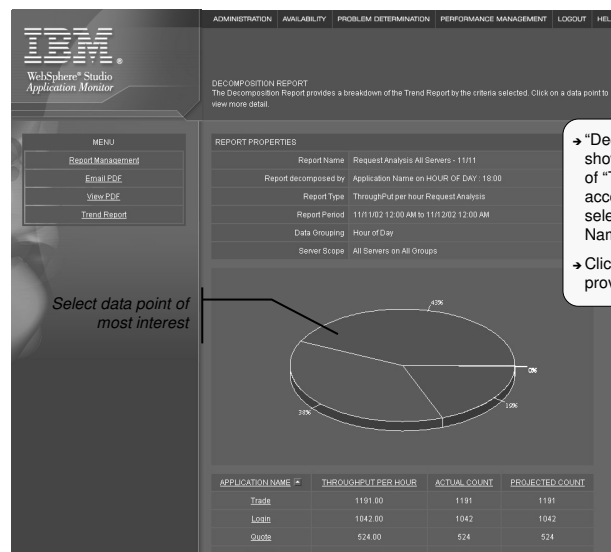 ADMINISTRATION AVAILABILITY PROBLEM DETERMINATION PERFORMANCE MANAGEMENT LOGOUT HEL
IBM®
WebSphere® Studio
Application Monitor
DECOMPOSITION REPORT
The Decomposition Report provides a breakdown of the Trend Report by the criteria selected. Click on a data point to
view more detail.
MENU
Report Management
Email PDF
View PDF
Trend Report
REPORT PROPERTIES
Report Name Request Analysis All Servers - 11/11
Report decomposed by Application Name on HOUR OF DAY : 18:00
Report Type ThroughPut per hour Request Analysis
Report Period 11/11/02 12:00 AM to 11/12/02 12:00 AM
Data Grouping Hour of Day
Server Scope All Servers on All Groups
→ “De
sho
of “T
acc
sele
Nam
→ Clic
prov
Select data point of
most interest
43%
0%
19%
38%
APPLICATION NAME THROUGHPUT PER HOUR ACTUAL COUNT PROJECTED COUNT
Trade 1191.00 1191 1191
Login 1042.00 1042 1042
Quote 524.00 524 524